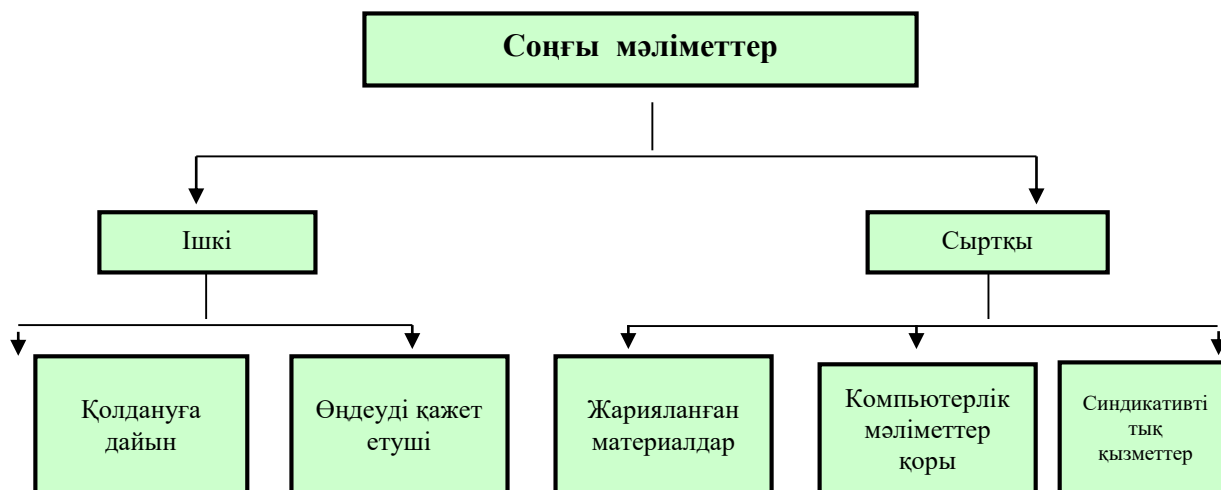 Соңғы мәліметтер
Ішкі
Сыртқы
Қолдануға
дайын
Өңдеуді қажет
етуші
Жарияланған
материалдар
Компьютерлік
мәліметтер
қоры
Синдикативті
тық
қызметтер